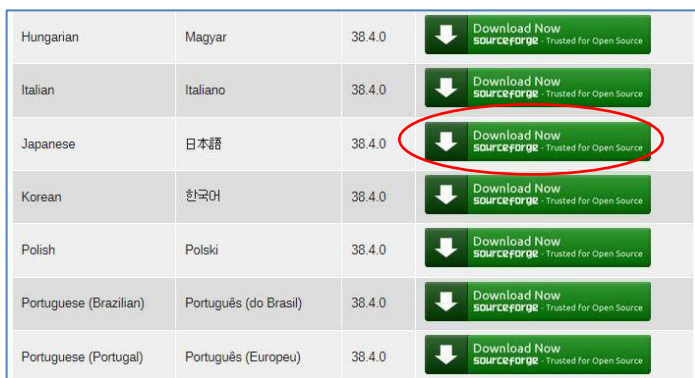 Hungarian Magyar 38.4.0 Download Now
sourceforge - Trusted for Open Source
Italian Italiano 38.4.0 Download Now
sourceforge - Trusted for Open Source
Japanese 日本語 38.4.0 Download Now
sourceforge - Trusted for Open Source
Korean 한국어 38.4.0 Download Now
sourceforge - Trusted for Open Source
Polish Polski 38.4.0 Download Now
sourceforge - Trusted for Open Source
Portuguese (Brazilian) Português (do Brasil) 38.4.0 Download Now
sourceforge - Trusted for Open Source
Portuguese (Portugal) Português (Europeu) 38.4.0 Download Now
sourceforge - Trusted for Open Source